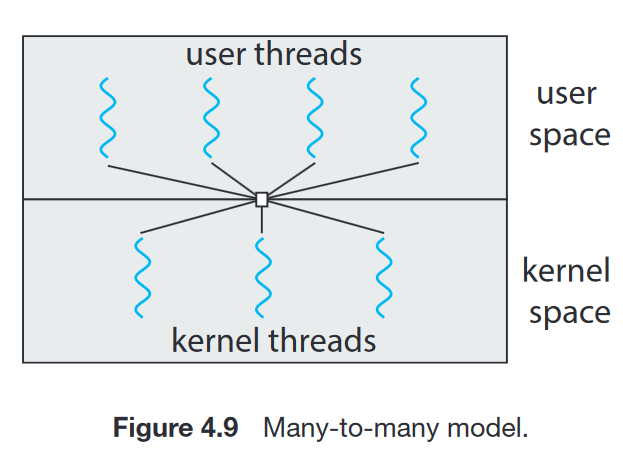 user threads
user
space
kernel
space
kernel threads
Figure 4.9 Many-to-many model.